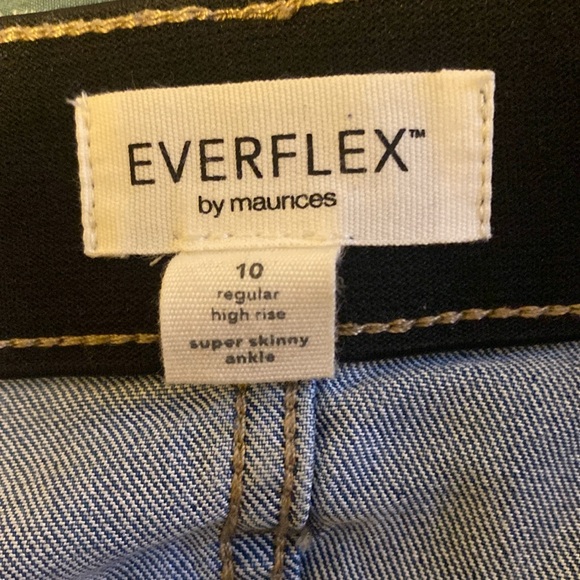 EVERFLEX™
by maurices
10
regular
high rise
super skinny
ankle